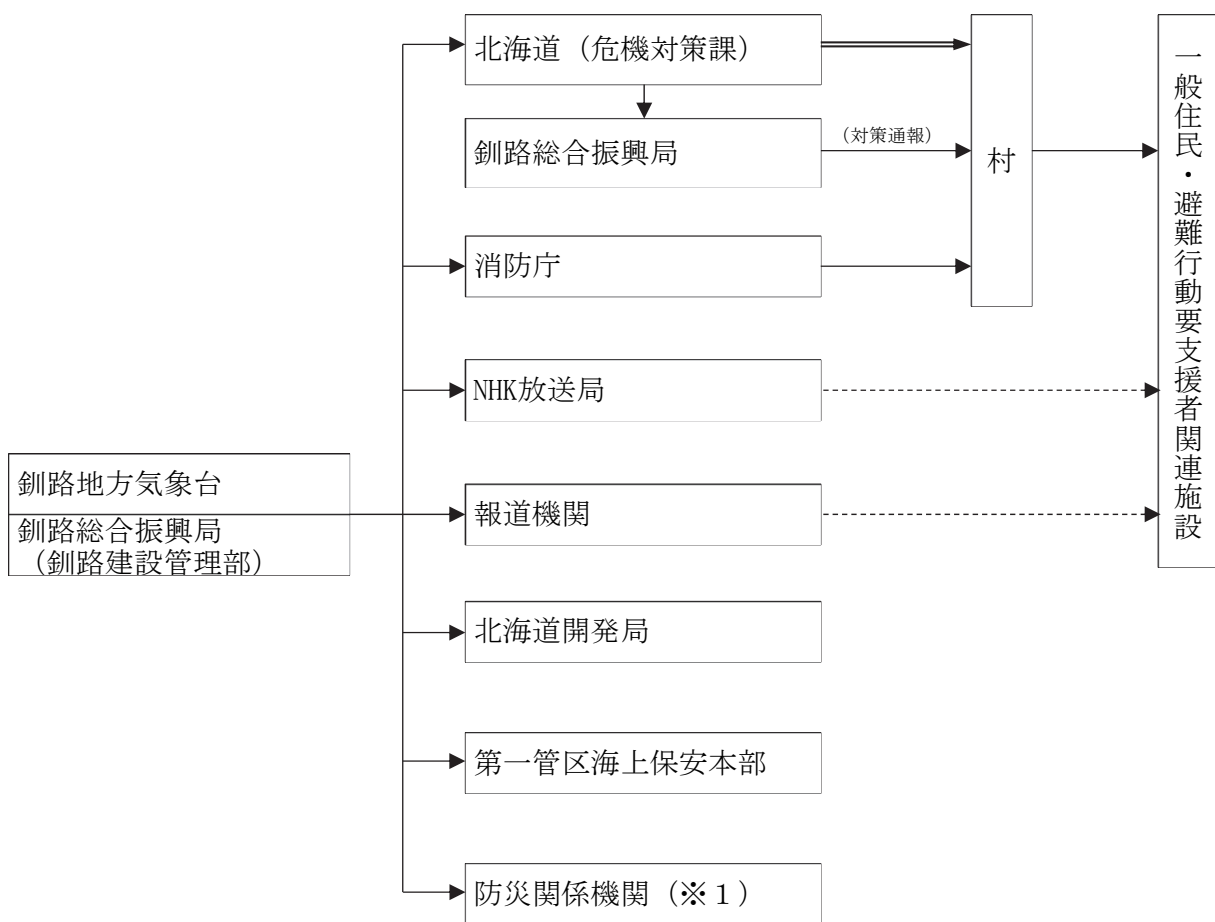 北海道（危機対策課）
釧路総合振興局
（対策通報）
村
消防庁
NHK放送局
釧路地方気象台
釧路総合振興局
（釧路建設管理部）
報道機関
北海道開発局
第一管区海上保安本部
防災関係機関（※１）
一般住民・避難行動要支援者関連施設